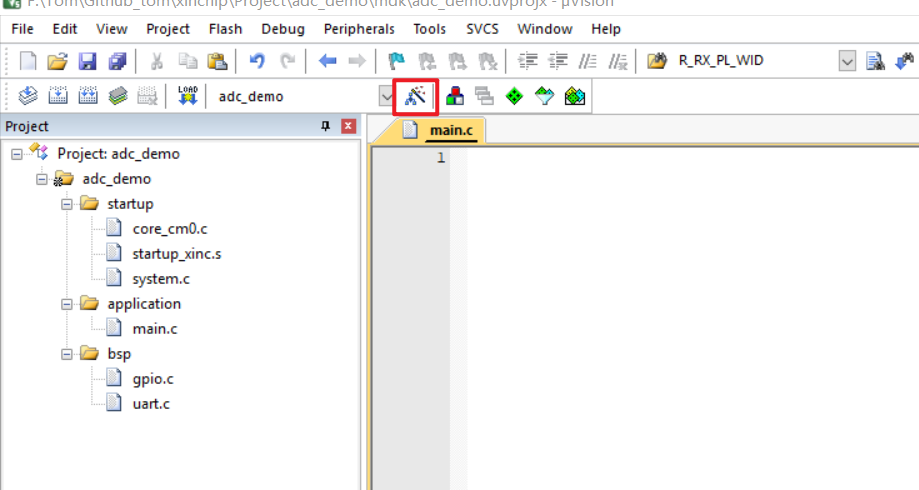 F:\Tom\Github_tom\xinchip\Project\adc_demo\mdk\adc_demo.uvprojx - µVision
File Edit View Project Flash Debug Peripherals Tools SVCS Window Help
R_RX_PL_WID
LOAD adc_demo
Project
main.c
1
Project: adc_demo
adc_demo
startup
core_cm0.c
startup_xinc.s
system.c
application
main.c
bsp
gpio.c
uart.c